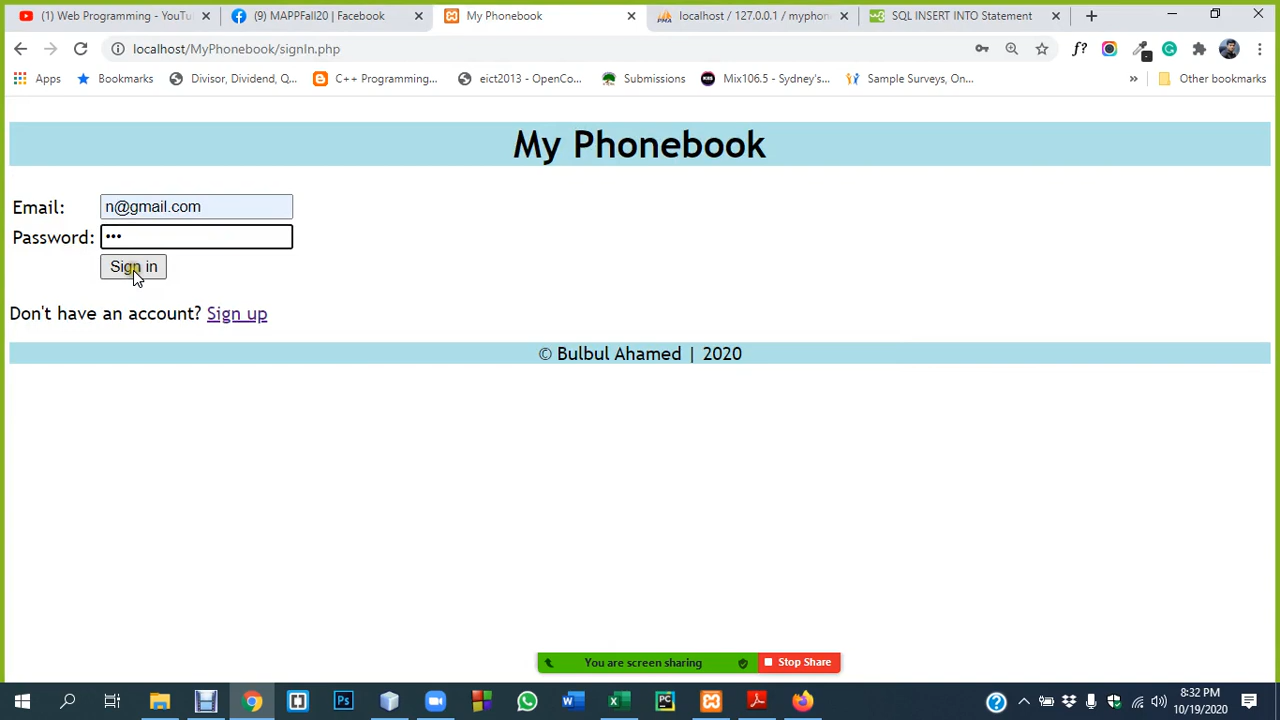 (1) Web Programming - YouTu
(9) MAPPFall20 | Facebook
My Phonebook
localhost / 127.0.0.1 / myphon
SQL INSERT INTO Statement
localhost/MyPhonebook/signIn.php
f?
Apps
Bookmarks
Divisor, Dividend, Q...
C++ Programming...
eict2013 - OpenCo...
Submissions
Mix106.5 - Sydney's...
Sample Surveys, On...
»
Other bookmarks
My Phonebook
Email: n@gmail.com
Password: •••
Sign in
Don't have an account? Sign up
© Bulbul Ahamed | 2020
You are screen sharing
Stop Share
8:32 PM
10/19/2020